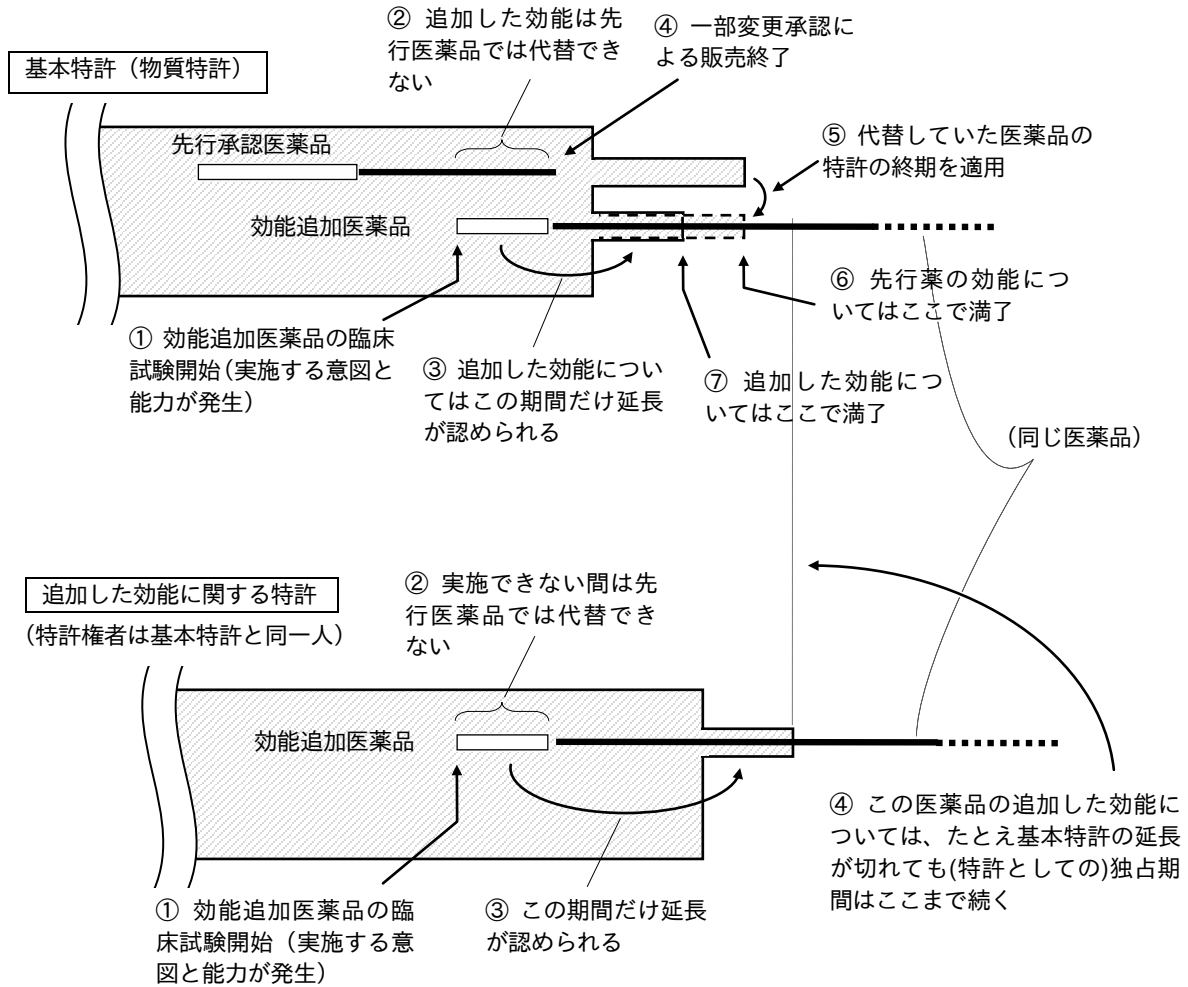 基本特許（物質特許）
② 追加した効能は先
行医薬品では代替でき
ない
④ 一部変更承認に
よる販売終了
先行承認医薬品
⑤ 代替していた医薬品の
特許の終期を適用
効能追加医薬品
⑥ 先行薬の効能につ
いてはここで満了
① 効能追加医薬品の臨床
試験開始(実施する意図と
能力が発生）
③ 追加した効能につい
てはこの期間だけ延長
が認められる
⑦ 追加した効能につ
いてはここで満了
（同じ医薬品）
追加した効能に関する特許
（特許権者は基本特許と同一人）
② 実施できない間は先
行医薬品では代替でき
ない
効能追加医薬品
① 効能追加医薬品の臨
床試験開始（実施する意
図と能力が発生）
③ この期間だけ延長
が認められる
④ この医薬品の追加した効能に
ついては、たとえ基本特許の延長
が切れても(特許としての)独占期
間はここまで続く